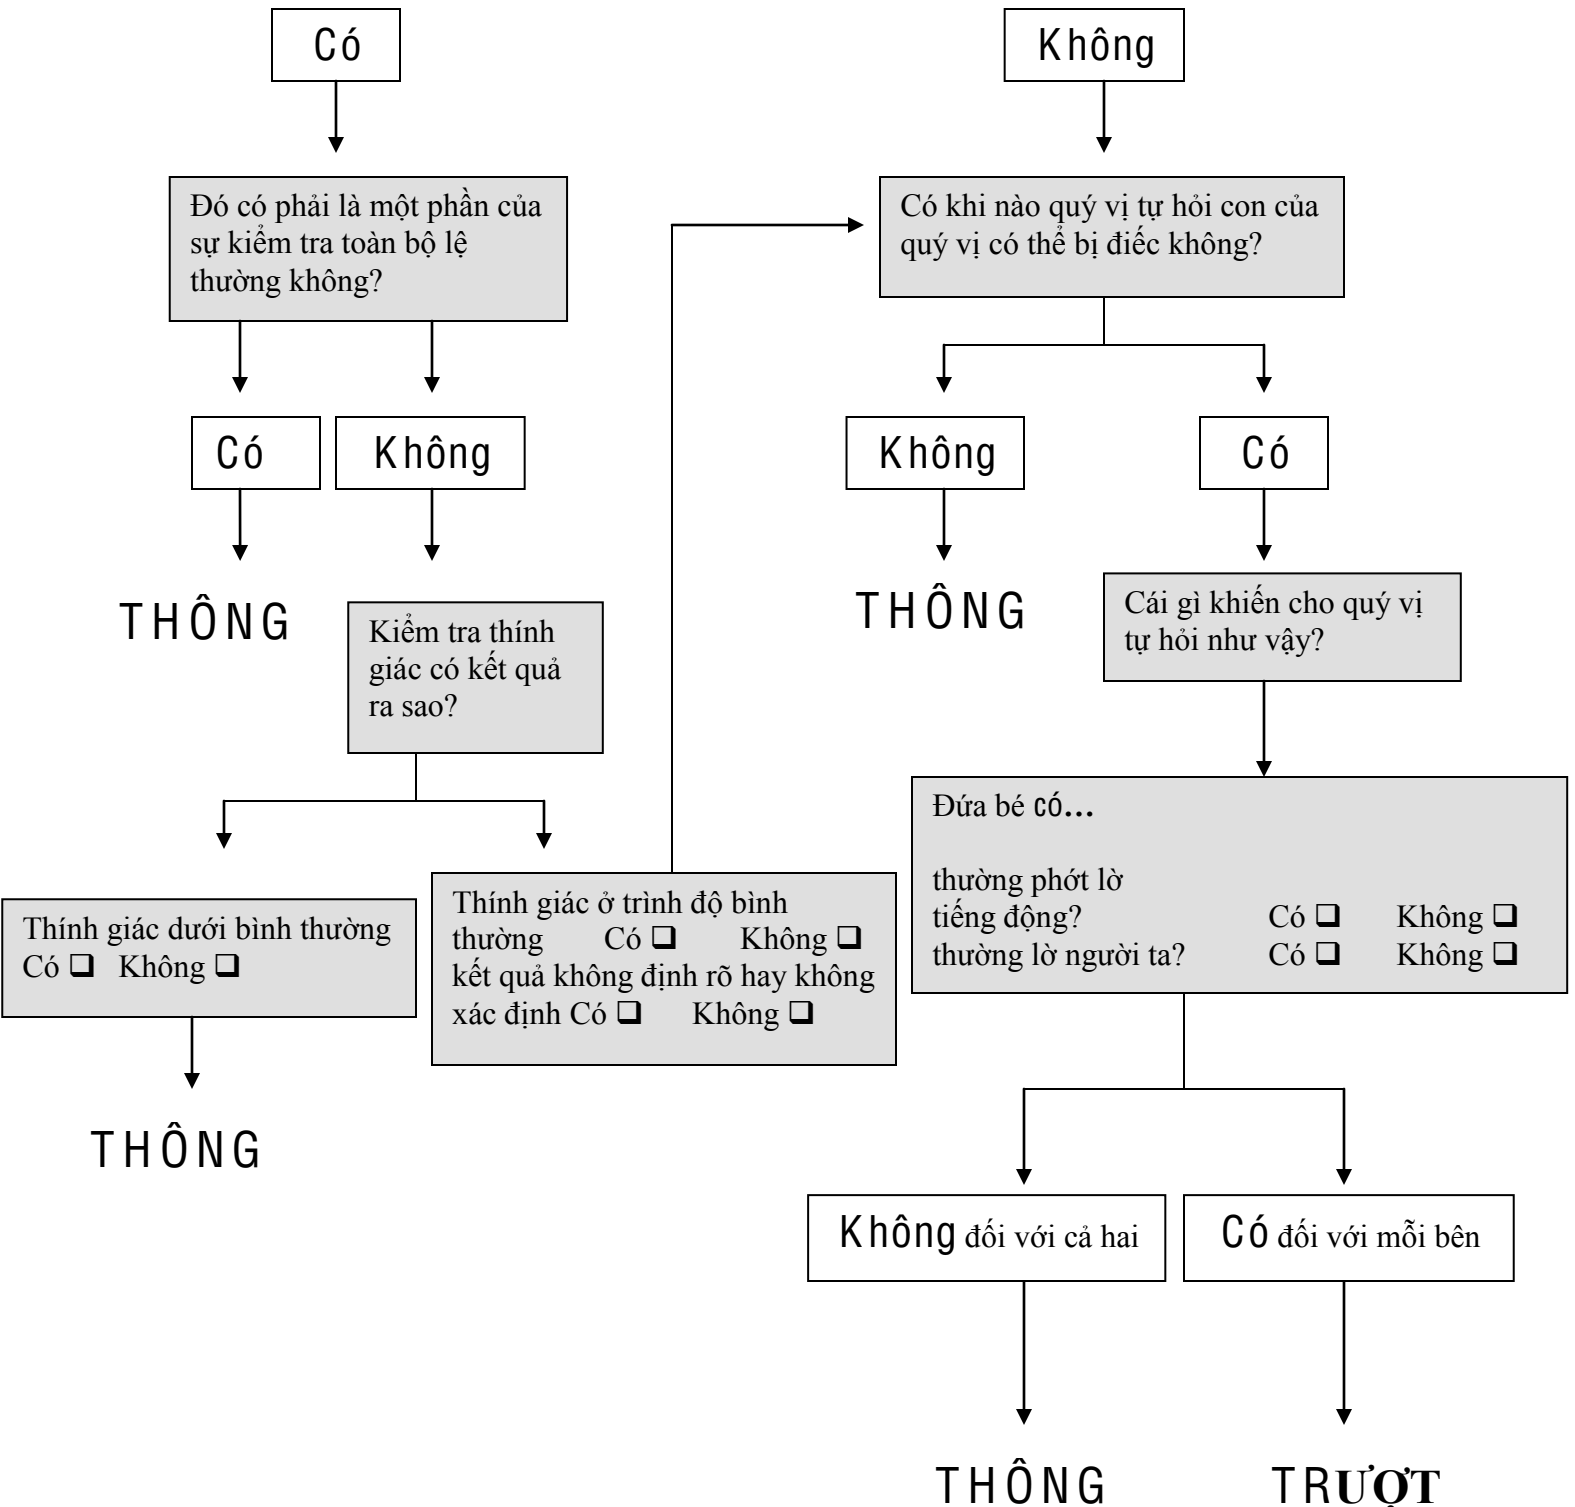 Có
Không
Đó có phải là một phần của
sự kiểm tra toàn bộ lệ
thường không?
Có khi nào quý vị tự hỏi con của
quý vị có thể bị điếc không?
Có
Không
Không
Có
THÔNG
Kiểm tra thính
giác có kết quả
ra sao?
THÔNG
Cái gì khiến cho quý vị
tự hỏi như vậy?
Đứa bé có...
thường phớt lờ
tiếng động? Có ❑ Không ❑
thường lờ người ta? Có ❑ Không ❑
Thính giác dưới bình thường
Có ❑ Không ❑
Thính giác ở trình độ bình
thường Có ❑ Không ❑
kết quả không định rõ hay không
xác định Có ❑ Không ❑
THÔNG
Không đối với cả hai
Có đối với mỗi bên
THÔNG
TRƯỢT